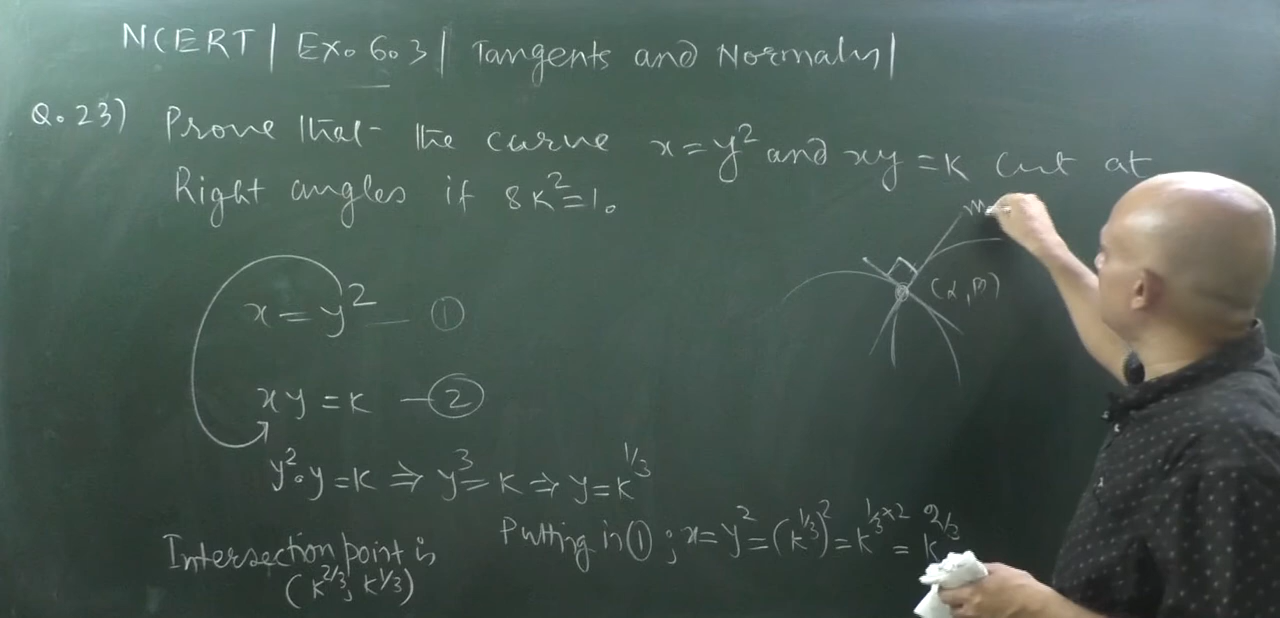 NCERT | Ex. 6.3 | Tangents and Normals |
Q.23) Prove that the curve x = y² and xy = K cut at
Right angles if 8K² = 1.
m
(α, β)
x = y² — ①
xy = K — ②
y².y = K ⇒ y³ = K ⇒ y = K^1/3
Putting in ① ; x = y² = (K^1/3)² = K^1/3×2 = K^2/3
Intersection point is
(K^2/3, K^1/3)